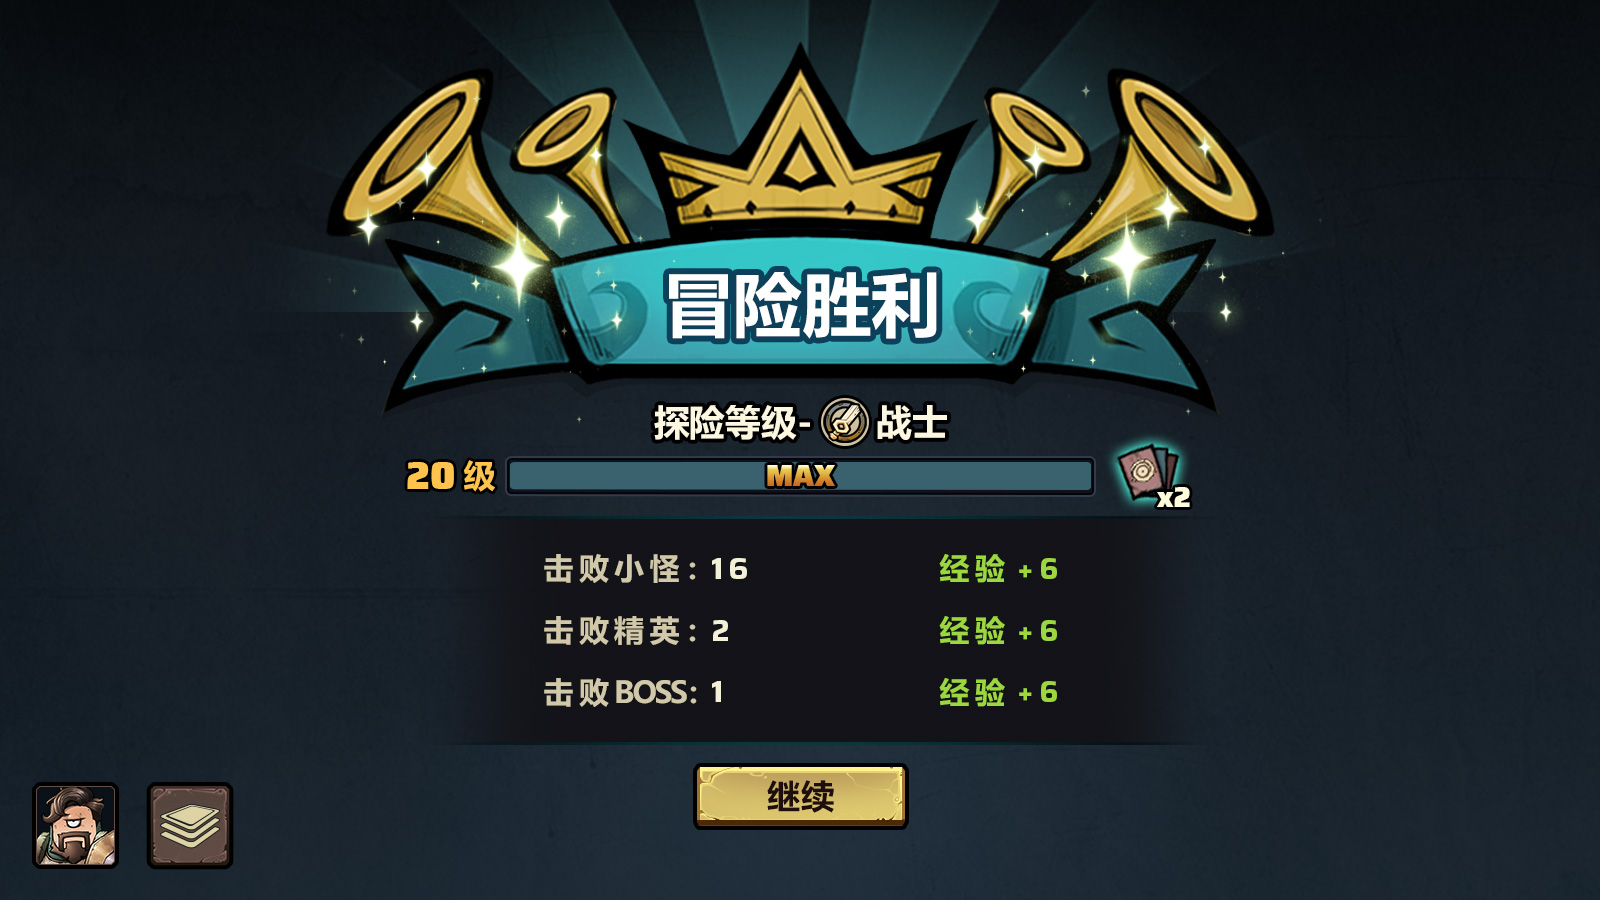 冒险胜利
探险等级-战士
20 级 MAX x2
击败小怪: 16 经验 + 6
击败精英: 2 经验 + 6
击败BOSS: 1 经验 + 6
继续